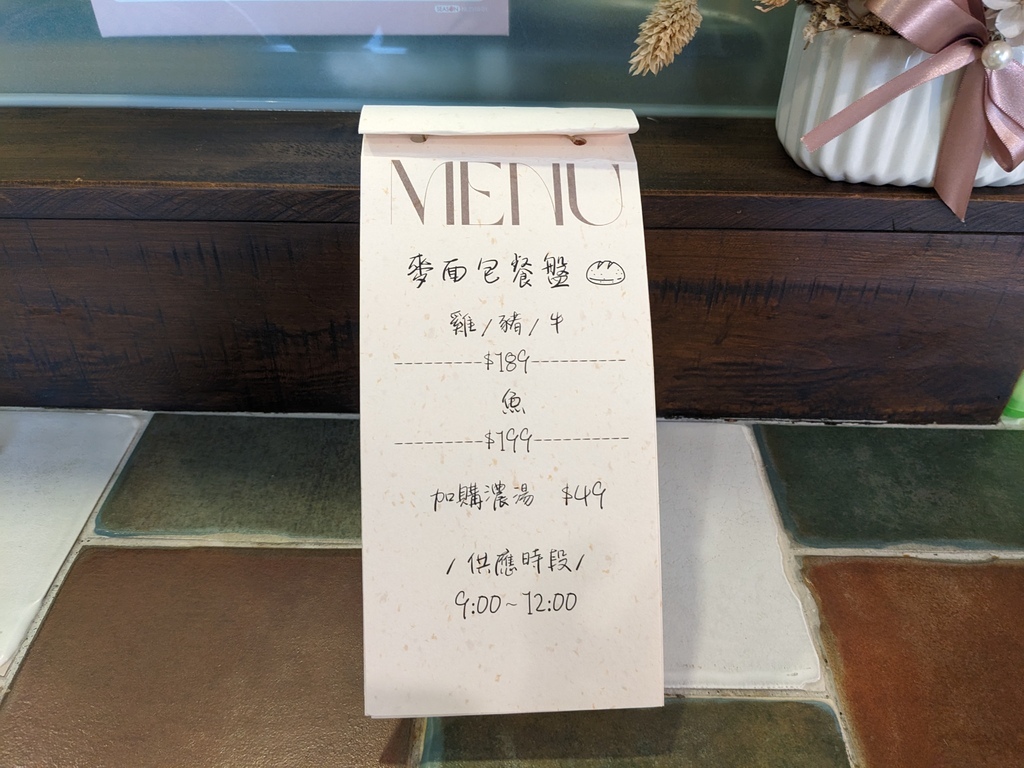 MENU
麥面包餐盤
雞/豬/牛
$189
魚
$199
加購濃湯 $49
/供應時段/
9:00~12:00